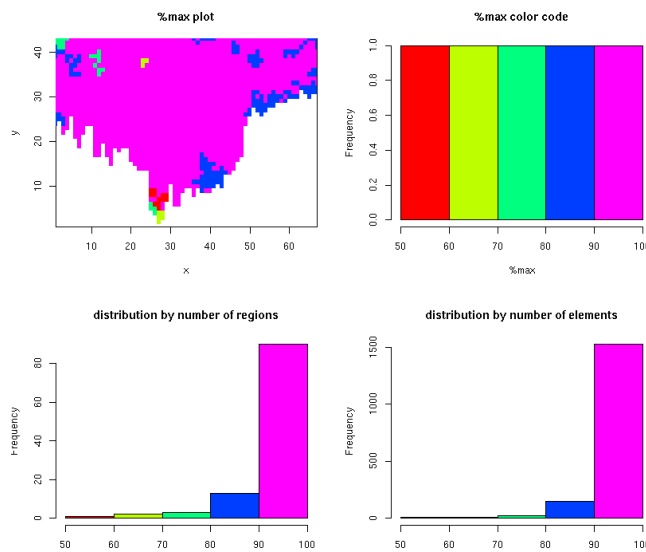 %max plot
y
40
30
20
10
10 20 30 40 50 60
x
%max color code
Frequency
1.0
0.8
0.6
0.4
0.2
0.0
50 60 70 80 90 100
%max
distribution by number of regions
Frequency
80
60
40
20
0
50 60 70 80 90 100
distribution by number of elements
Frequency
1500
1000
500
0
50 60 70 80 90 100